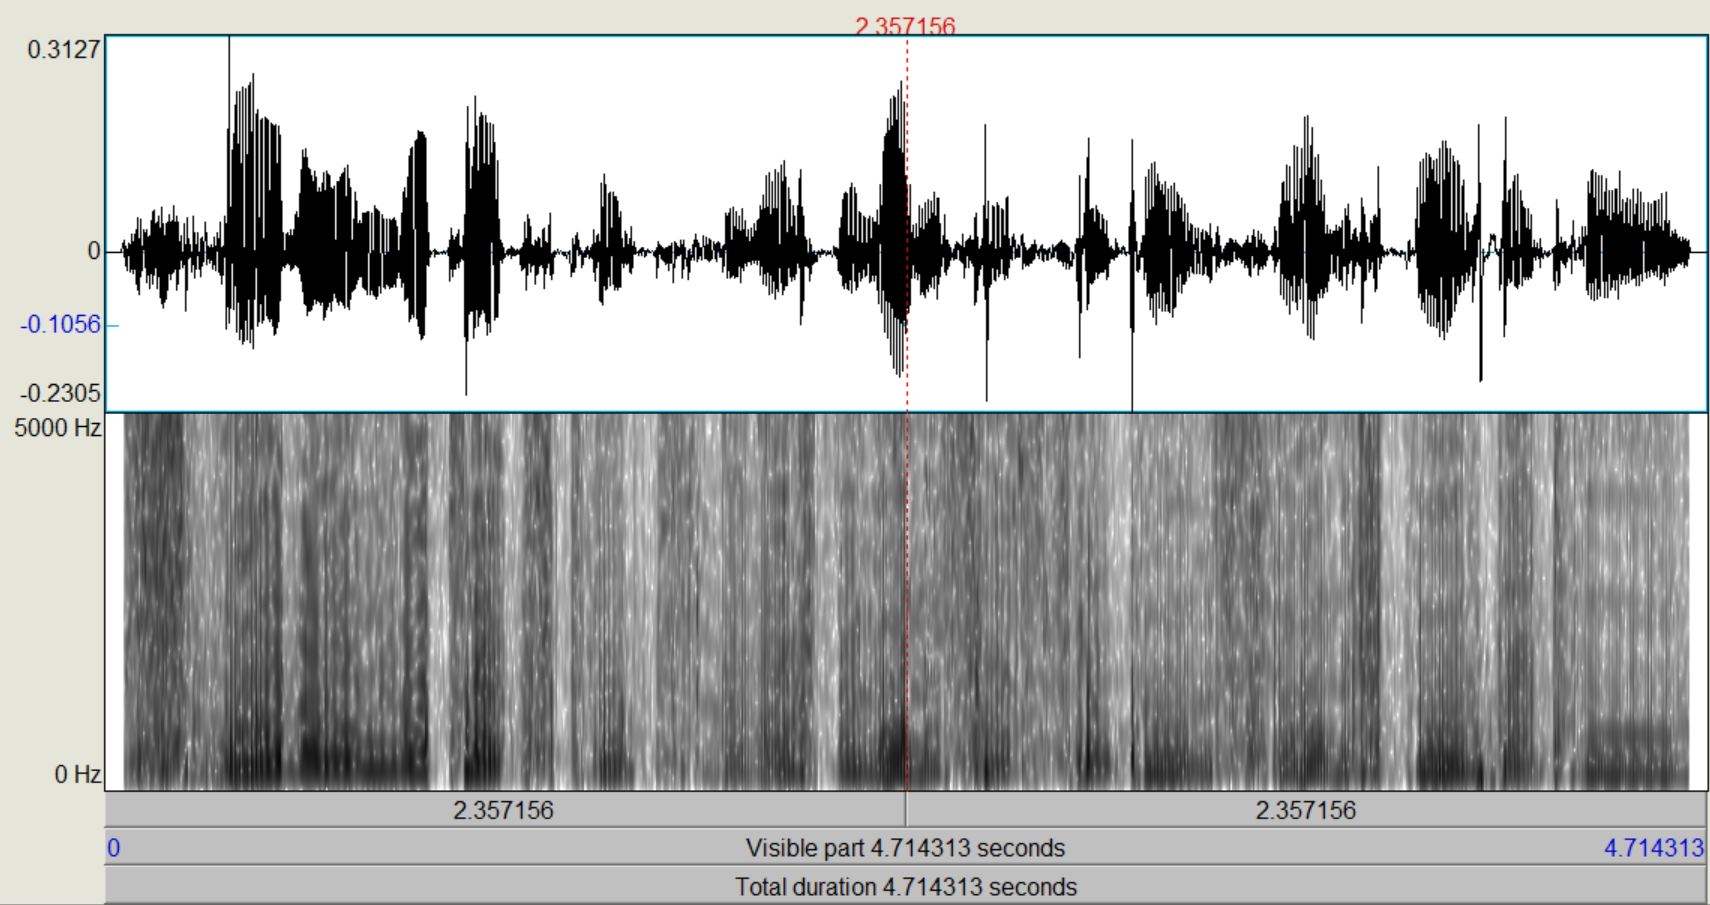 2.357156
0.3127
0
-0.1056
-0.2305
5000 Hz
0 Hz
2.357156 2.357156
0 Visible part 4.714313 seconds 4.714313
Total duration 4.714313 seconds